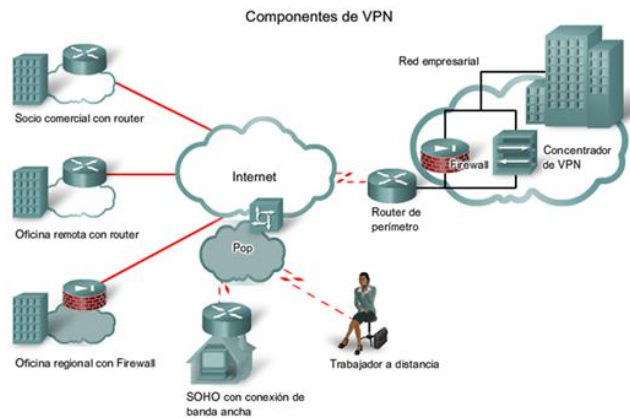 Componentes de VPN
Red empresarial
Socio comercial con router
Firewall
Concentrador
de VPN
Internet
Router de
perímetro
Oficina remota con router
Pop
Oficina regional con Firewall
Trabajador a distancia
SOHO con conexión de
banda ancha